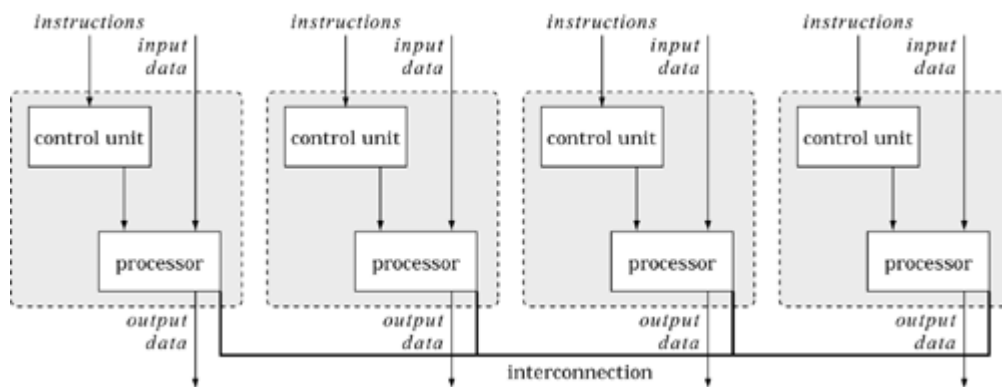 instructions
input
data
control unit
processor
output
data
instructions
input
data
control unit
processor
output
data
instructions
input
data
control unit
processor
output
data
instructions
input
data
control unit
processor
output
data
interconnection